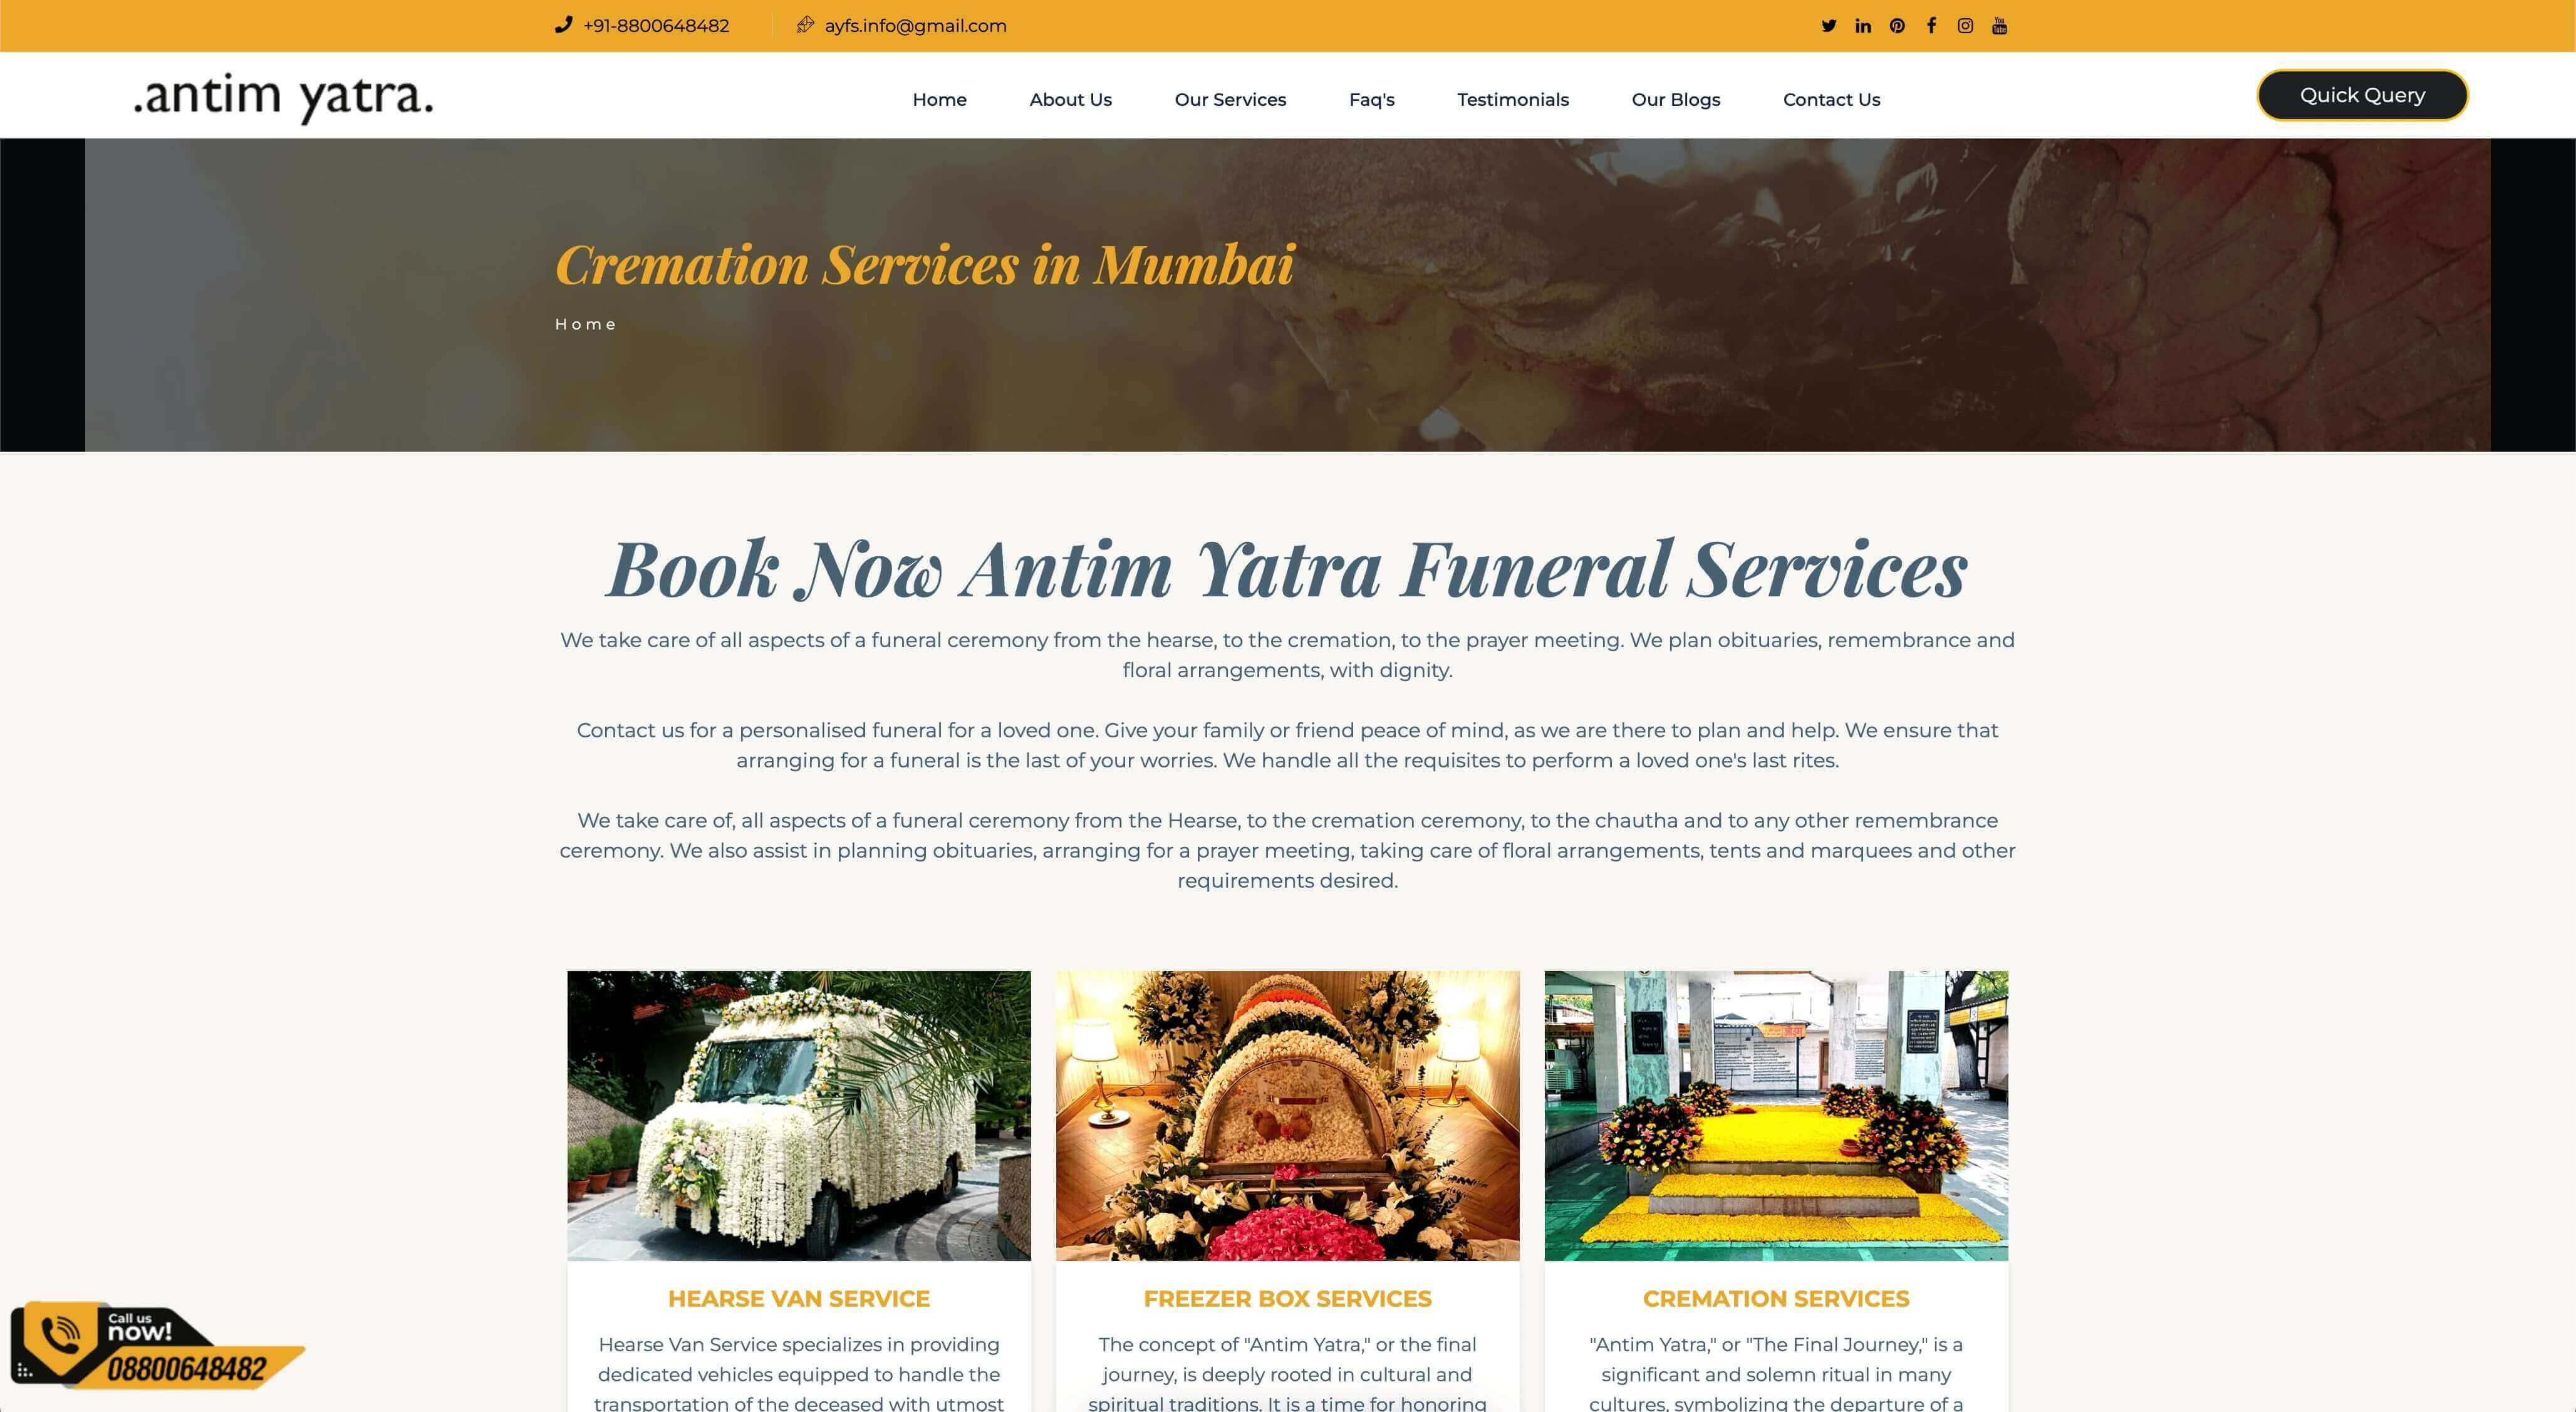 +91-8800648482
ayfs.info@gmail.com
.antim yatra.
Home
About Us
Our Services
Faq's
Testimonials
Our Blogs
Contact Us
Quick Query
Cremation Services in Mumbai
Home
Book Now Antim Yatra Funeral Services
We take care of all aspects of a funeral ceremony from the hearse, to the cremation, to the prayer meeting. We plan obituaries, remembrance and
floral arrangements, with dignity.
Contact us for a personalised funeral for a loved one. Give your family or friend peace of mind, as we are there to plan and help. We ensure that
arranging for a funeral is the last of your worries. We handle all the requisites to perform a loved one's last rites.
We take care of, all aspects of a funeral ceremony from the Hearse, to the cremation ceremony, to the chautha and to any other remembrance
ceremony. We also assist in planning obituaries, arranging for a prayer meeting, taking care of floral arrangements, tents and marquees and other
requirements desired.
HEARSE VAN SERVICE
Hearse Van Service specializes in providing
dedicated vehicles equipped to handle the
transportation of the deceased with utmost
FREEZER BOX SERVICES
The concept of "Antim Yatra," or the final
journey, is deeply rooted in cultural and
spiritual traditions. It is a time for honoring
CREMATION SERVICES
"Antim Yatra," or "The Final Journey," is a
significant and solemn ritual in many
cultures, symbolizing the departure of a
Call us
now!
08800648482